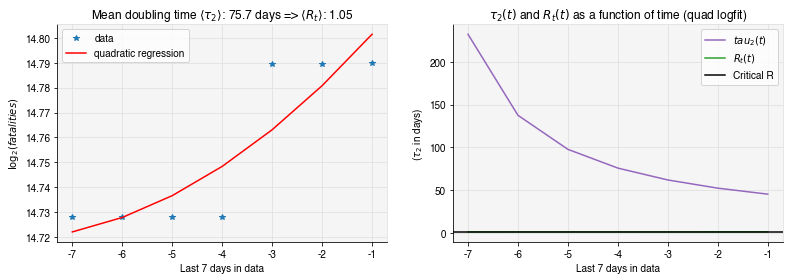 Mean doubling time ⟨τ₂⟩: 75.7 days => ⟨Rₜ⟩: 1.05
data
quadratic regression
14.80
14.79
14.78
14.77
14.76
14.75
14.74
14.73
14.72
log₂(fatalities)
-7 -6 -5 -4 -3 -2 -1
Last 7 days in data
τ₂(t) and Rₜ(t) as a function of time (quad logfit)
tau₂(t)
Rₜ(t)
Critical R
200
150
100
50
0
(τ₂ in days)
-7 -6 -5 -4 -3 -2 -1
Last 7 days in data